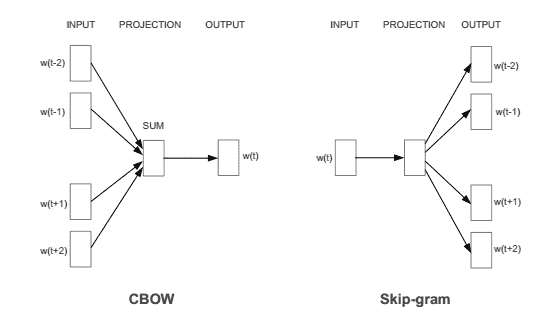 INPUT PROJECTION OUTPUT
w(t-2)
w(t-1)
SUM
w(t)
w(t+1)
w(t+2)
CBOW
INPUT PROJECTION OUTPUT
w(t-2)
w(t-1)
w(t)
w(t+1)
w(t+2)
Skip-gram